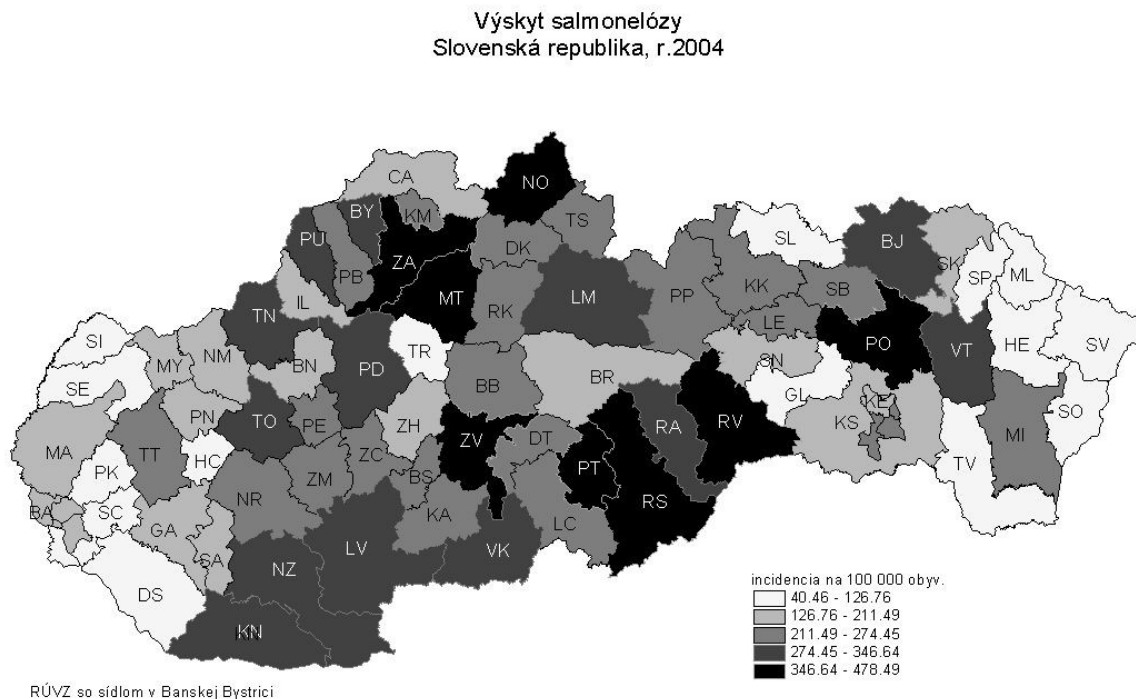 Výskyt salmonelózy
Slovenská republika, r.2004
NO
CA
BY
KM
TS
PU
SL
BJ
DK
SK
ZA
PB
SP
ML
KK
SB
MT
LM
PP
IL
TN
RK
LE
SI
TR
PO
VT
HE
SV
NM
MY
BN
PD
SN
BR
SE
BB
GL
PN
KE
TO
PE
ZH
RA
RV
SO
KS
ZV
DT
MA
TT
HC
ZC
MI
PK
ZM
BS
PT
TV
NR
RS
BA
SC
KA
GA
LC
LV
VK
SA
NZ
DS
KN
incidencia na 100 000 obyv.
40.46 - 126.76
126.76 - 211.49
211.49 - 274.45
274.45 - 346.64
346.64 - 478.49
RÚVZ so sídlom v Banskej Bystrici